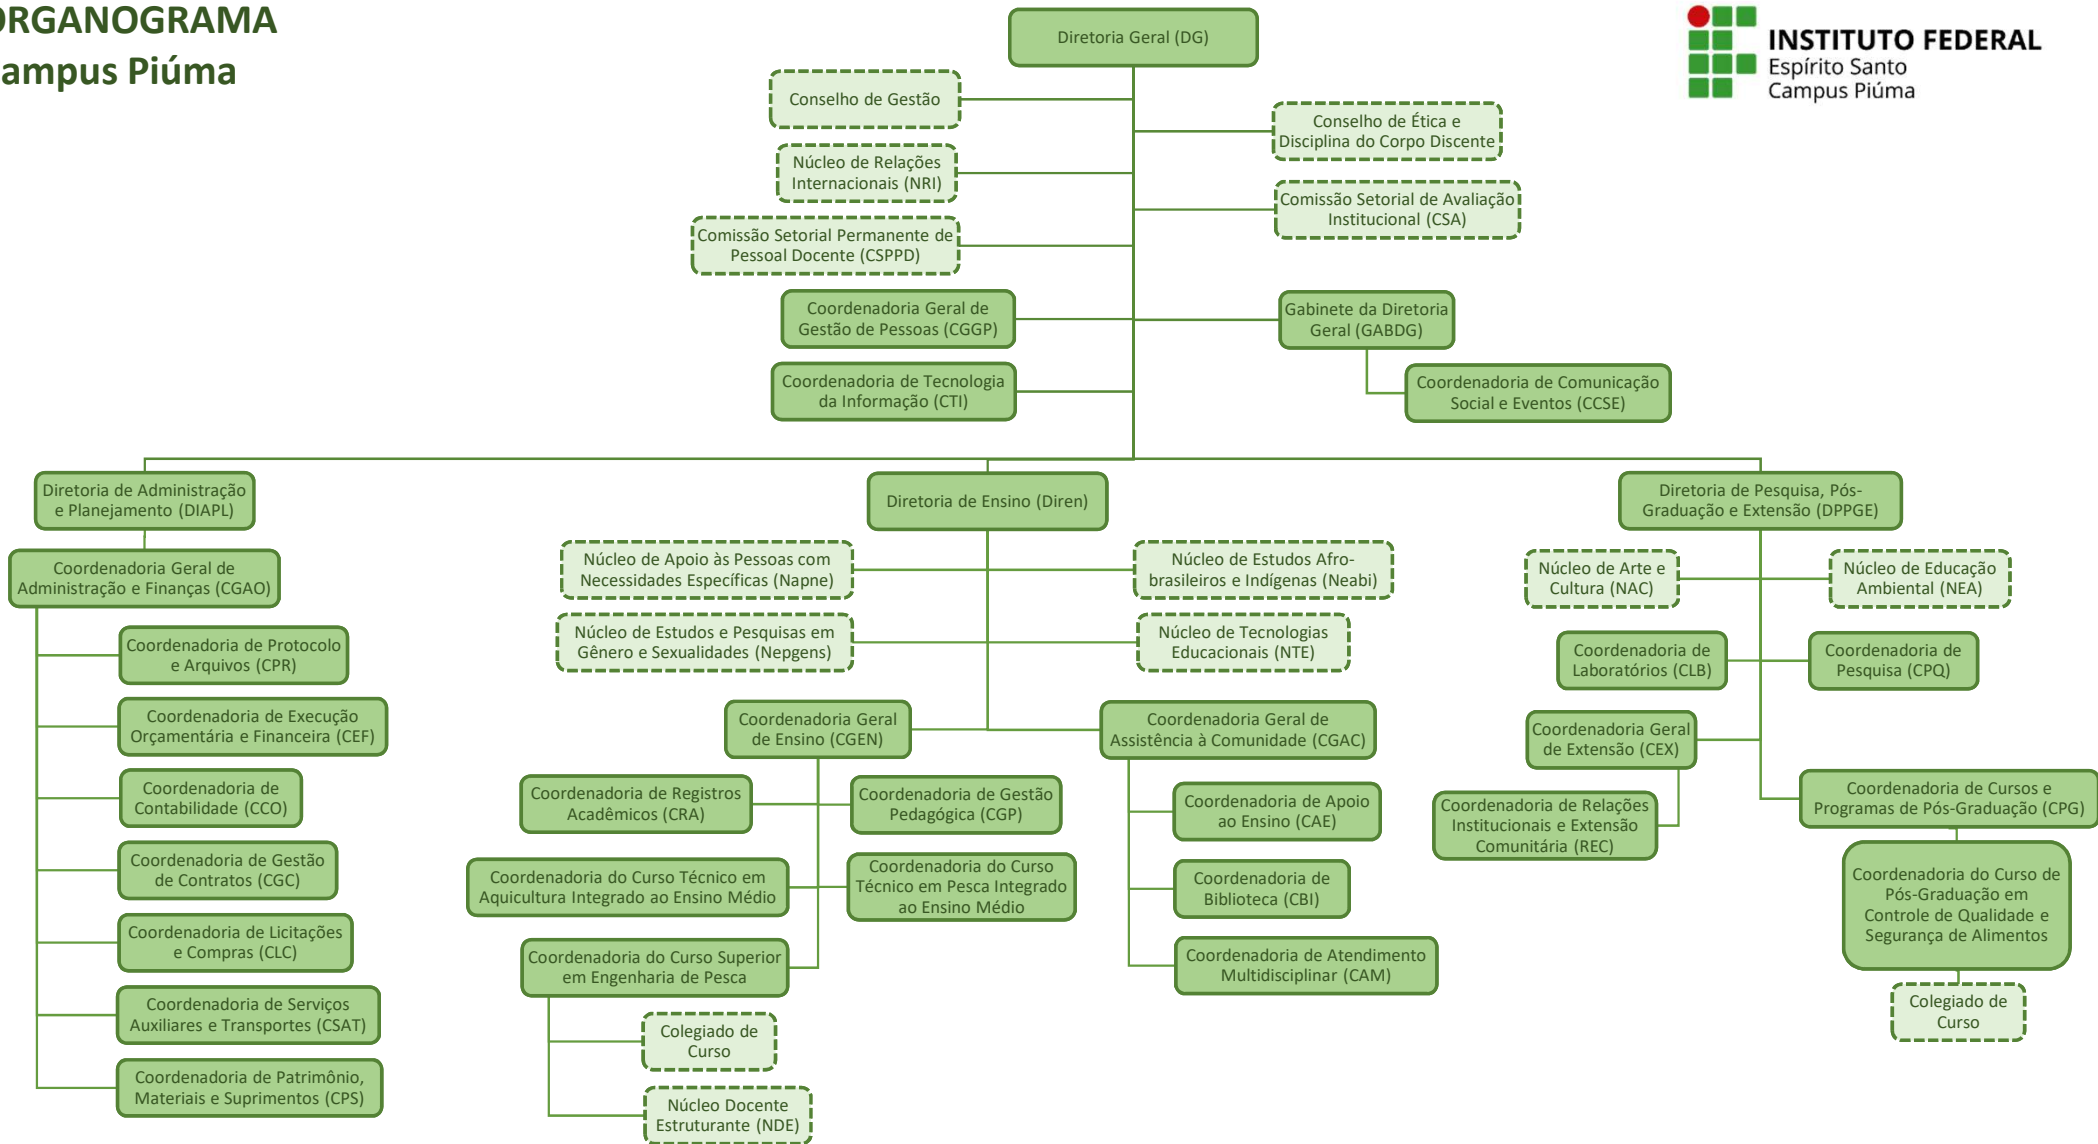 ORGANOGRAMA
Campus Piúma
INSTITUTO FEDERAL
Espírito Santo
Campus Piúma
Diretoria Geral (DG)
Conselho de Gestão
Conselho de Ética e
Disciplina do Corpo Discente
Núcleo de Relações
Internacionais (NRI)
Comissão Setorial de Avaliação
Institucional (CSA)
Comissão Setorial Permanente de
Pessoal Docente (CSPPD)
Coordenadoria Geral de
Gestão de Pessoas (CGGP)
Gabinete da Diretoria
Geral (GABDG)
Coordenadoria de Tecnologia
da Informação (CTI)
Coordenadoria de Comunicação
Social e Eventos (CCSE)
Diretoria de Administração
e Planejamento (DIAPL)
Coordenadoria Geral de
Administração e Finanças (CGAO)
Coordenadoria de Protocolo
e Arquivos (CPR)
Coordenadoria de Execução
Orçamentária e Financeira (CEF)
Coordenadoria de
Contabilidade (CCO)
Coordenadoria de Gestão
de Contratos (CGC)
Coordenadoria de Licitações
e Compras (CLC)
Coordenadoria de Serviços
Auxiliares e Transportes (CSAT)
Coordenadoria de Patrimônio,
Materiais e Suprimentos (CPS)
Diretoria de Ensino (Diren)
Núcleo de Apoio às Pessoas com
Necessidades Específicas (Napne)
Núcleo de Estudos Afro-
brasileiros e Indígenas (Neabi)
Núcleo de Estudos e Pesquisas em
Gênero e Sexualidades (Nepgens)
Núcleo de Tecnologias
Educacionais (NTE)
Coordenadoria Geral
de Ensino (CGEN)
Coordenadoria de Registros
Acadêmicos (CRA)
Coordenadoria de Gestão
Pedagógica (CGP)
Coordenadoria do Curso Técnico em
Aquicultura Integrado ao Ensino Médio
Coordenadoria do Curso
Técnico em Pesca Integrado
ao Ensino Médio
Coordenadoria do Curso Superior
em Engenharia de Pesca
Colegiado de
Curso
Núcleo Docente
Estruturante (NDE)
Coordenadoria Geral de
Assistência à Comunidade (CGAC)
Coordenadoria de Apoio
ao Ensino (CAE)
Coordenadoria de
Biblioteca (CBI)
Coordenadoria de Atendimento
Multidisciplinar (CAM)
Diretoria de Pesquisa, Pós-
Graduação e Extensão (DPPGE)
Núcleo de Arte e
Cultura (NAC)
Núcleo de Educação
Ambiental (NEA)
Coordenadoria de
Laboratórios (CLB)
Coordenadoria de
Pesquisa (CPQ)
Coordenadoria Geral
de Extensão (CEX)
Coordenadoria de Relações
Institucionais e Extensão
Comunitária (REC)
Coordenadoria de Cursos e
Programas de Pós-Graduação (CPG)
Coordenadoria do Curso de
Pós-Graduação em
Controle de Qualidade e
Segurança de Alimentos
Colegiado de
Curso